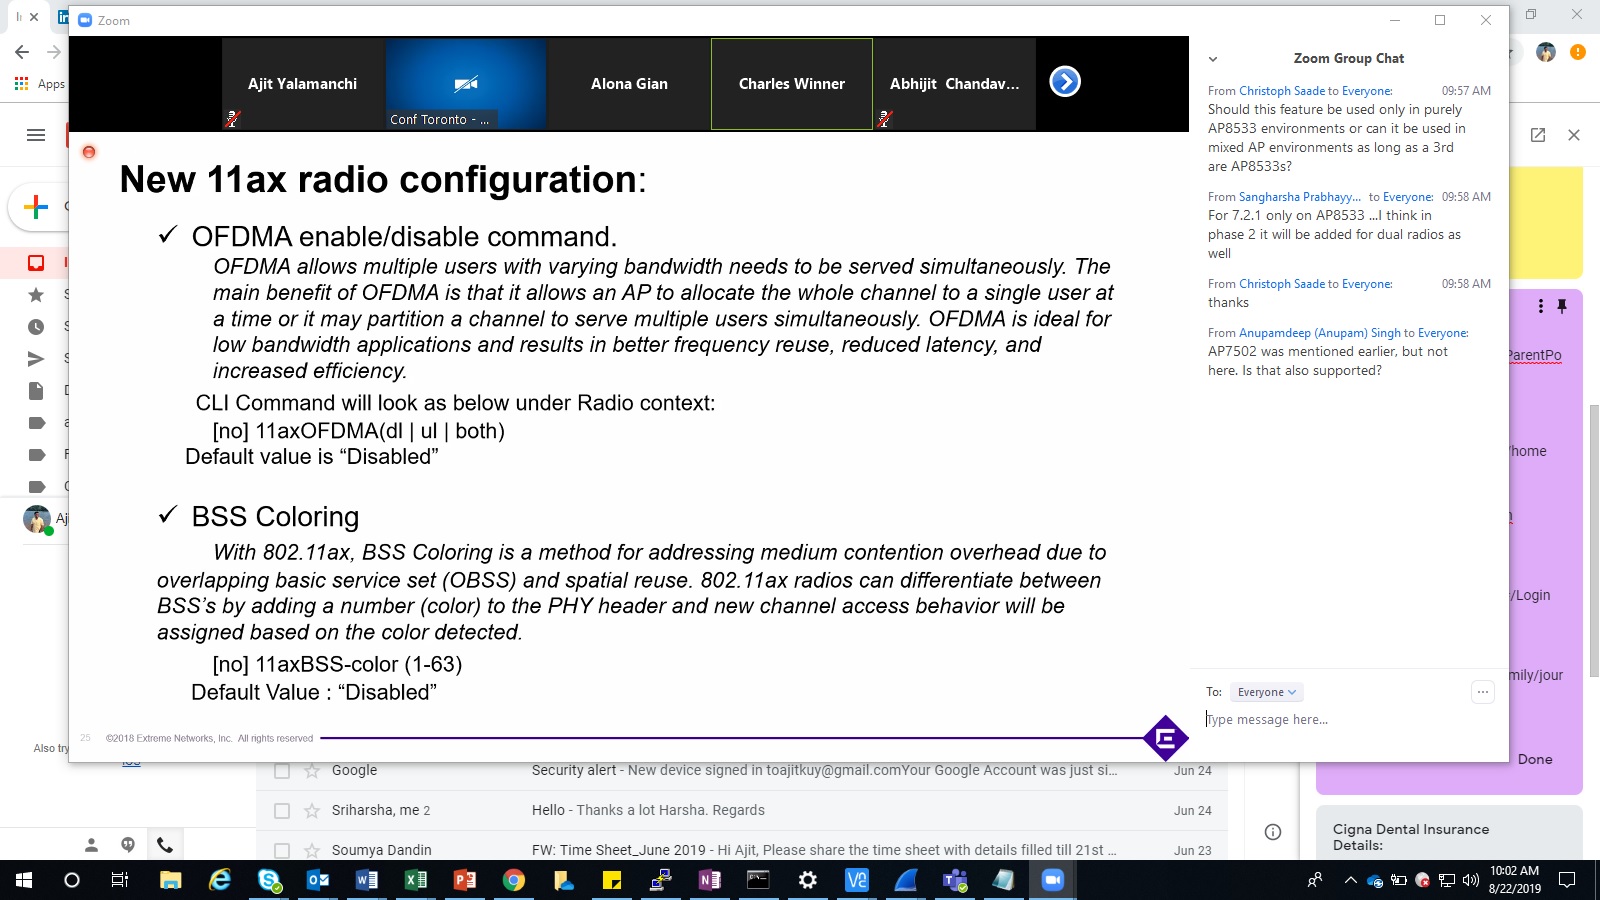 Zoom
Apps
Ajit Yalamanchi
Conf Toronto - ...
Alona Gian
Charles Winner
Abhijit Chandav...
New 11ax radio configuration:
✓ OFDMA enable/disable command.
OFDMA allows multiple users with varying bandwidth needs to be served simultaneously. The
main benefit of OFDMA is that it allows an AP to allocate the whole channel to a single user at
a time or it may partition a channel to serve multiple users simultaneously. OFDMA is ideal for
low bandwidth applications and results in better frequency reuse, reduced latency, and
increased efficiency.
CLI Command will look as below under Radio context:
[no] 11axOFDMA(dl | ul | both)
Default value is “Disabled”
✓ BSS Coloring
With 802.11ax, BSS Coloring is a method for addressing medium contention overhead due to
overlapping basic service set (OBSS) and spatial reuse. 802.11ax radios can differentiate between
BSS’s by adding a number (color) to the PHY header and new channel access behavior will be
assigned based on the color detected.
[no] 11axBSS-color (1-63)
Default Value : “Disabled”
25 ©2018 Extreme Networks, Inc. All rights reserved
Zoom Group Chat
From Christoph Saade to Everyone: 09:57 AM
Should this feature be used only in purely
AP8533 environments or can it be used in
mixed AP environments as long as a 3rd
are AP8533s?
From Sangharsha Prabhayy... to Everyone: 09:58 AM
For 7.2.1 only on AP8533 ...I think in
phase 2 it will be added for dual radios as
well
From Christoph Saade to Everyone: 09:58 AM
thanks
From Anupamdeep (Anupam) Singh to Everyone:
AP7502 was mentioned earlier, but not
here. Is that also supported?
To: Everyone
Type message here...
Also try
ParentPo
/home
/Login
mily/jour
Done
Cigna Dental Insurance
Details:
Google Security alert - New device signed in toajitkuy@gmail.comYour Google Account was just si... Jun 24
Sriharsha, me 2 Hello - Thanks a lot Harsha. Regards Jun 24
Soumya Dandin FW: Time Sheet_June 2019 - Hi Ajit, Please share the time sheet with details filled till 21st ... Jun 23
10:02 AM
8/22/2019